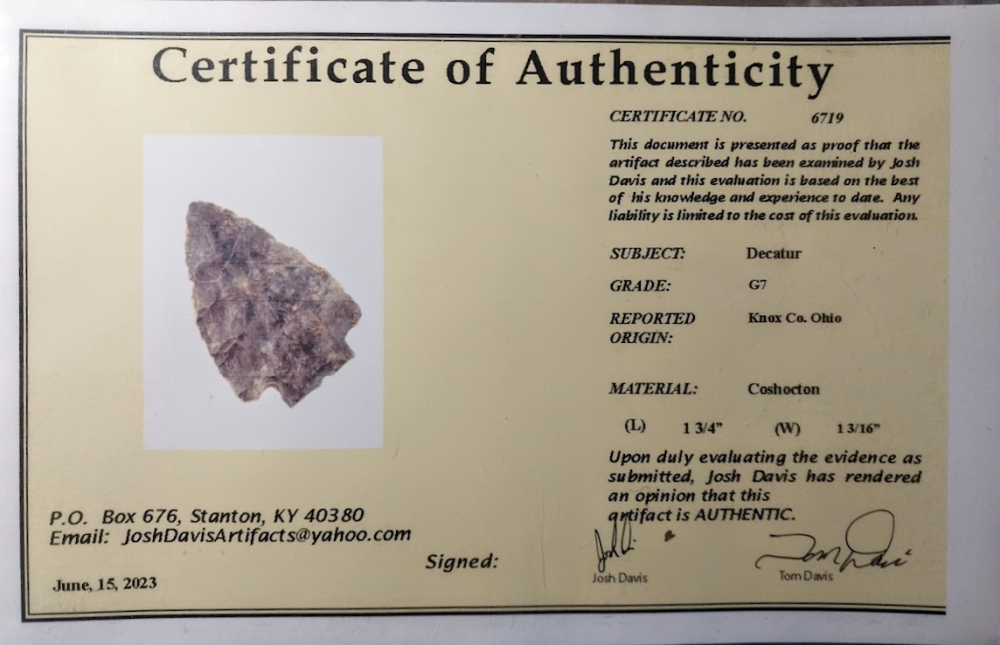 Certificate of Authenticity
CERTIFICATE NO. 6719
This document is presented as proof that the
artifact described has been examined by Josh
Davis and this evaluation is based on the best
of his knowledge and experience to date. Any
liability is limited to the cost of this evaluation.
SUBJECT: Decatur
GRADE: G7
REPORTED Knox Co. Ohio
ORIGIN:
MATERIAL: Coshocton
(L) 1 3/4" (W) 1 3/16"
Upon duly evaluating the evidence as
submitted, Josh Davis has rendered
an opinion that this
artifact is AUTHENTIC.
P.O. Box 676, Stanton, KY 40380
Email: JoshDavisArtifacts@yahoo.com
Signed:
Josh Davis
Tom Davis
Tom Davis
June, 15, 2023